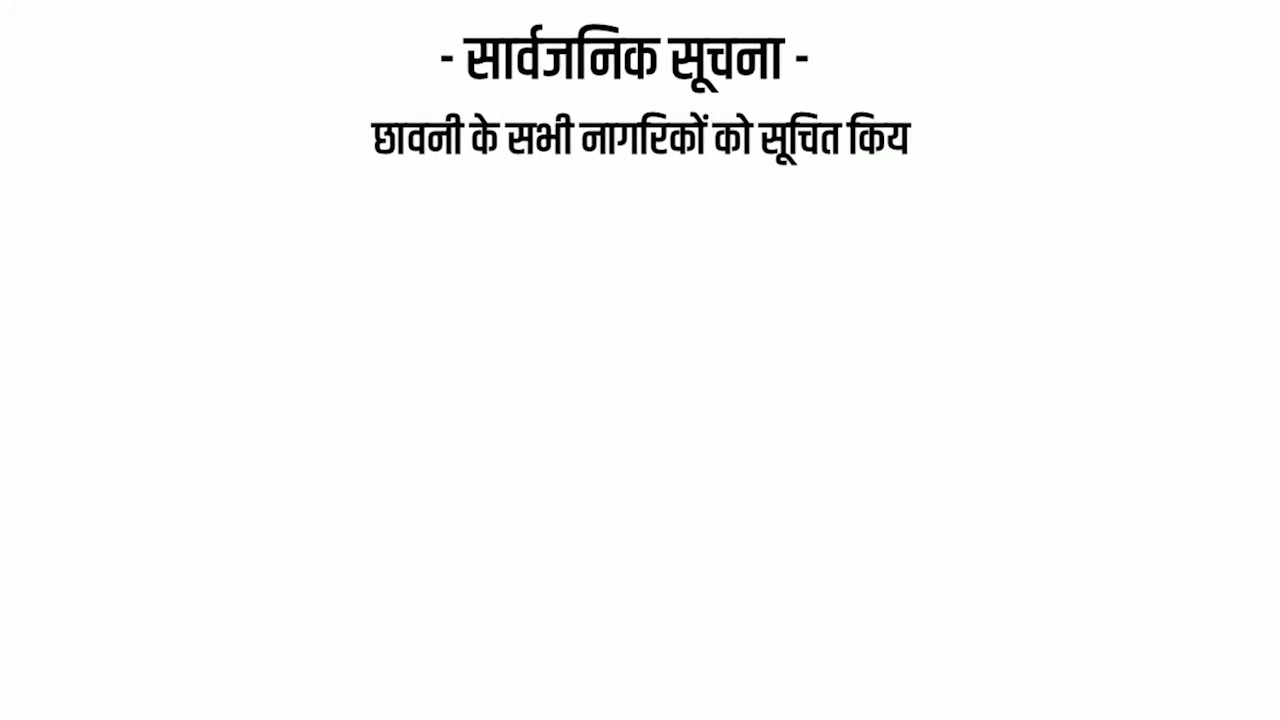 - सार्वजनिक सूचना -
छावनी के सभी नागरिकों को सूचित किय